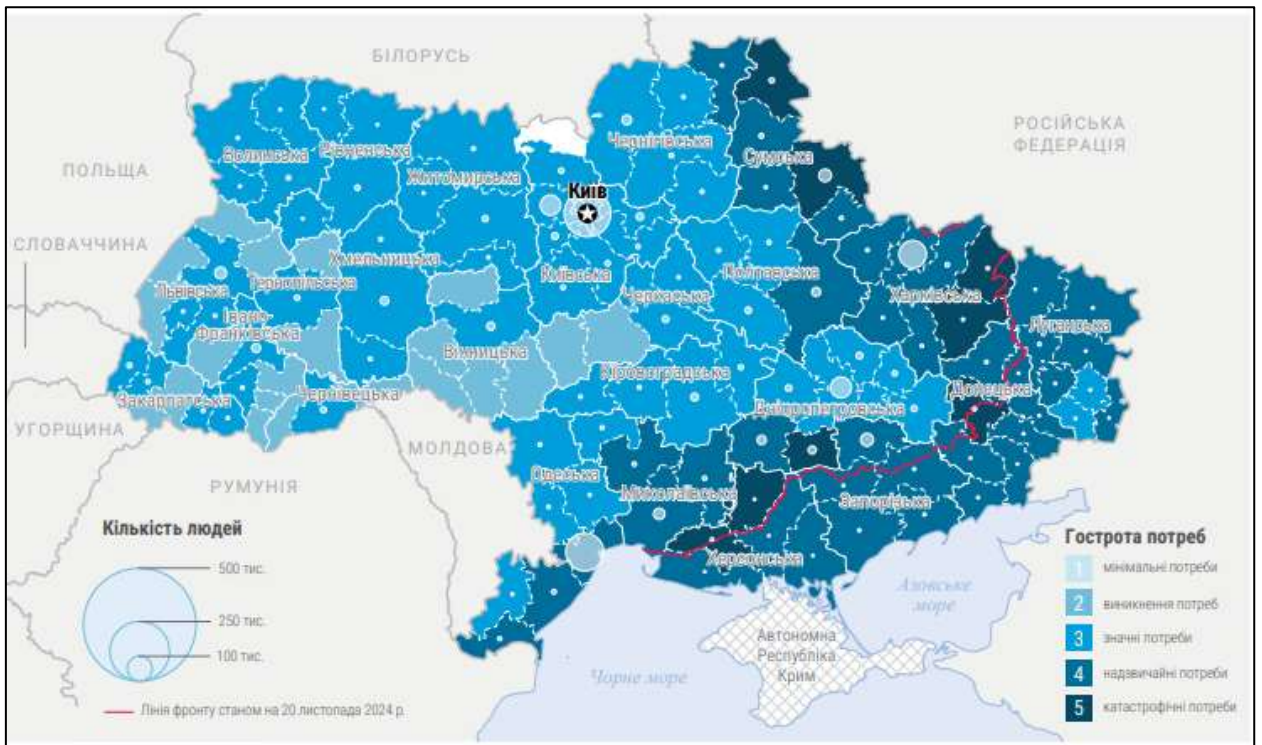 БІЛОРУСЬ
РОСІЙСЬКА
ФЕДЕРАЦІЯ
ПОЛЬЩА
СЛОВАЧЧИНА
УГОРЩИНА
РУМУНІЯ
МОЛДОВА
Волинська
Рівненська
Житомирська
Чернігівська
Сумська
Київ
Київська
Хмельницька
Львівська
Тернопільська
Івано-
Франківська
Закарпатська
Чернівецька
Вінницька
Черкаська
Полтавська
Харківська
Луганська
Кіровоградська
Дніпропетровська
Донецька
Одеська
Миколаївська
Запорізька
Херсонська
Автономна
Республіка
Крим
Азовське
море
Чорне море
Кількість людей
500 тис.
250 тис.
100 тис.
Лінія фронту станом на 20 листопада 2024 р.
Гострота потреб
1 мінімальні потреби
2 виникнення потреб
3 значні потреби
4 надзвичайні потреби
5 катастрофічні потреби